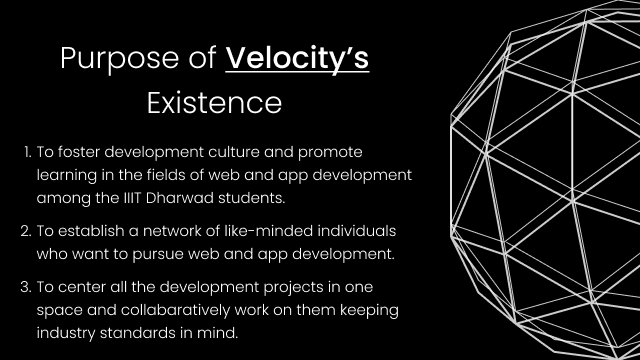 Purpose of Velocity’s
Existence
1. To foster development culture and promote
learning in the fields of web and app development
among the IIIT Dharwad students.
2. To establish a network of like-minded individuals
who want to pursue web and app development.
3. To center all the development projects in one
space and collabaratively work on them keeping
industry standards in mind.